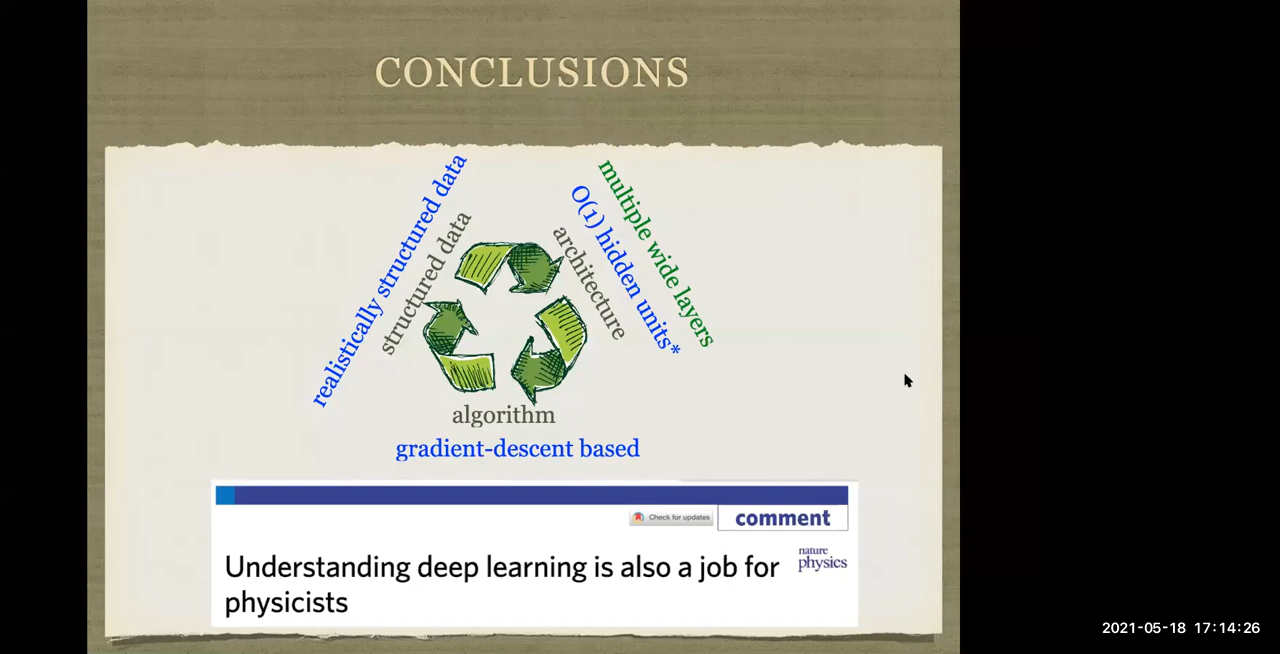 CONCLUSIONS
realistically structured data
structured data
architecture
O(1) hidden units*
multiple wide layers
algorithm
gradient-descent based
Check for updates
comment
Understanding deep learning is also a job for
physicists
nature
physics
2021-05-18 17:14:26